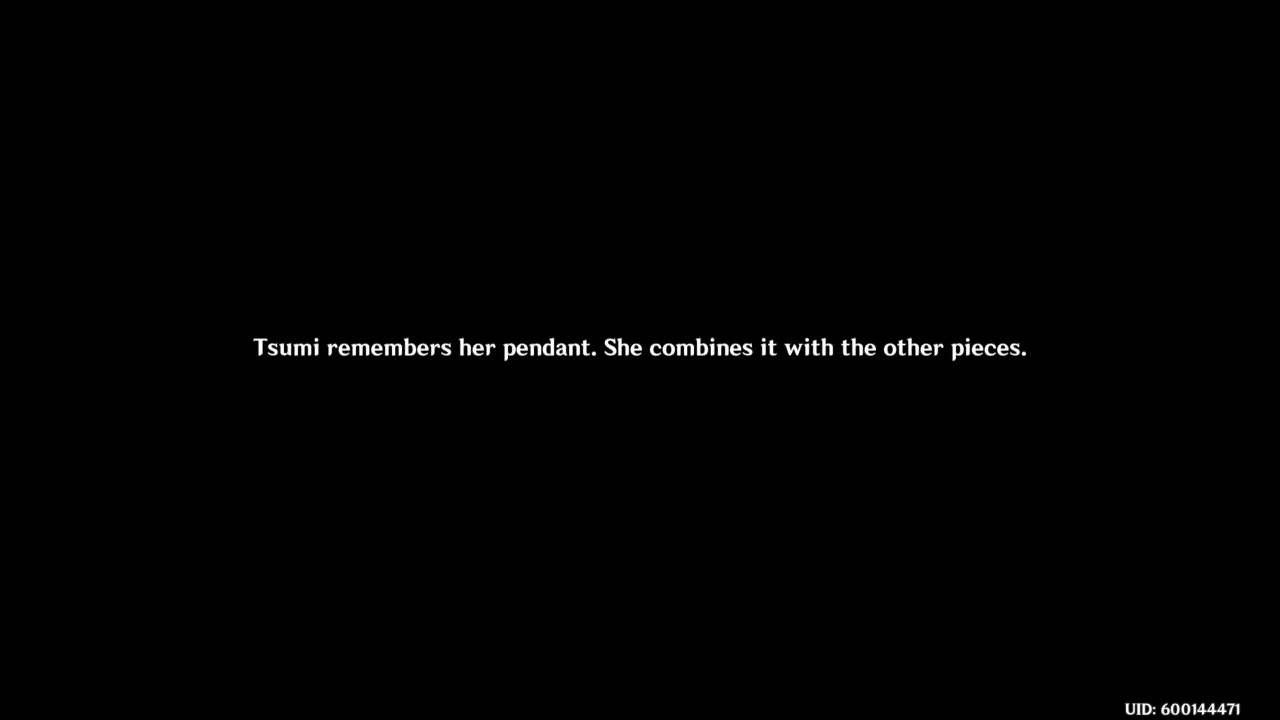 Tsumi remembers her pendant. She combines it with the other pieces.
UID: 600144471